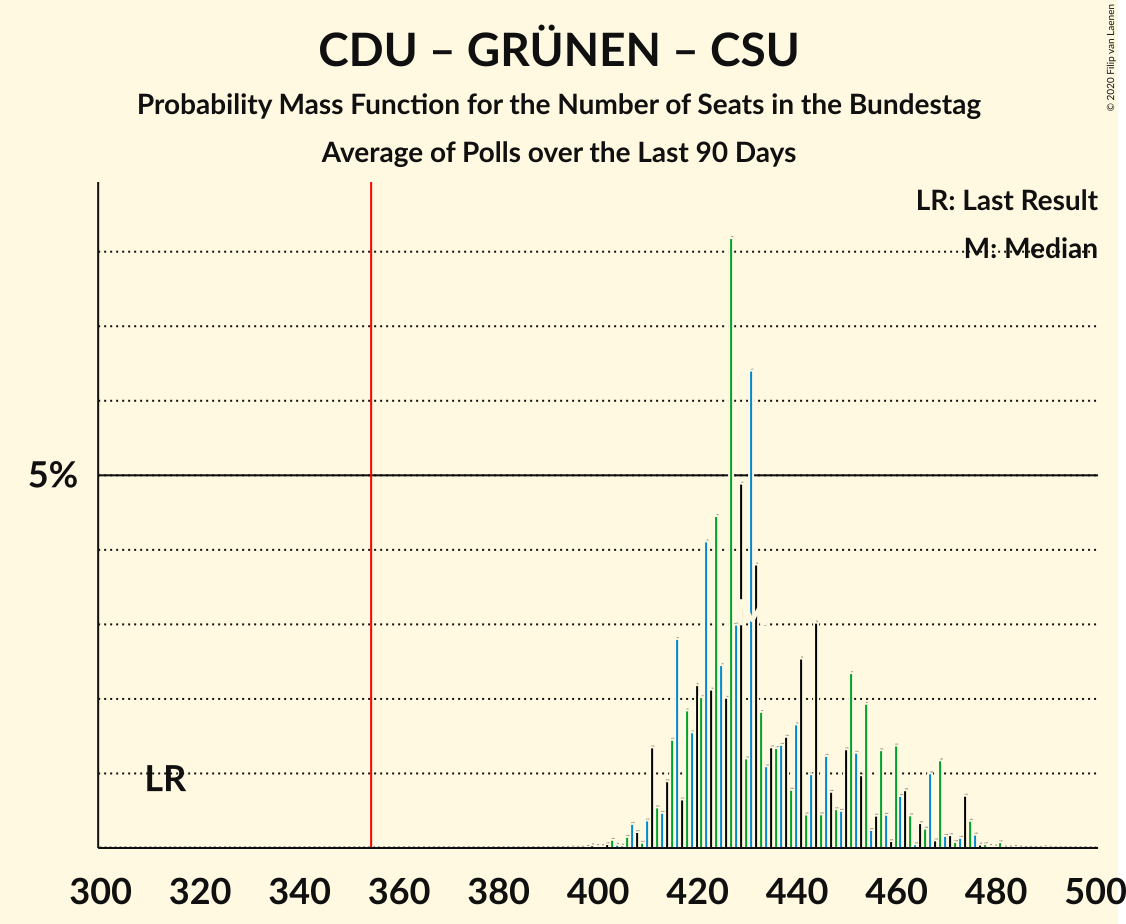 CDU – GRÜNEN – CSU
Probability Mass Function for the Number of Seats in the Bundestag
Average of Polls over the Last 90 Days
© 2020 Filip van Laenen
LR: Last Result
M: Median
5%
LR
300 320 340 360 380 400 420 440 460 480 500